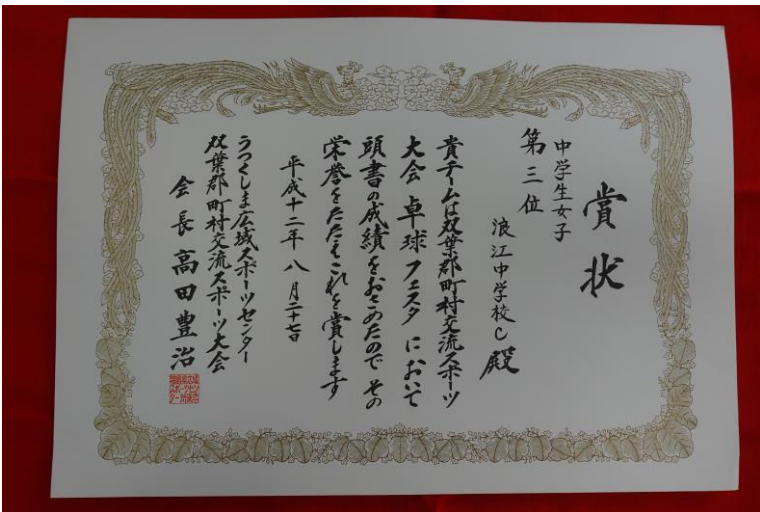 賞状
中学生女子
第三位
浪江中学校C殿
貴チームは双葉郡町村交流スポーツ
大会卓球フェスタにおいて
頭書の成績をおさめたのでその
栄誉をたたえこれを賞します
平成十二年八月二十七日
うつくしま広域スポーツセンター
双葉郡町村交流スポーツ大会
会長高田豊治